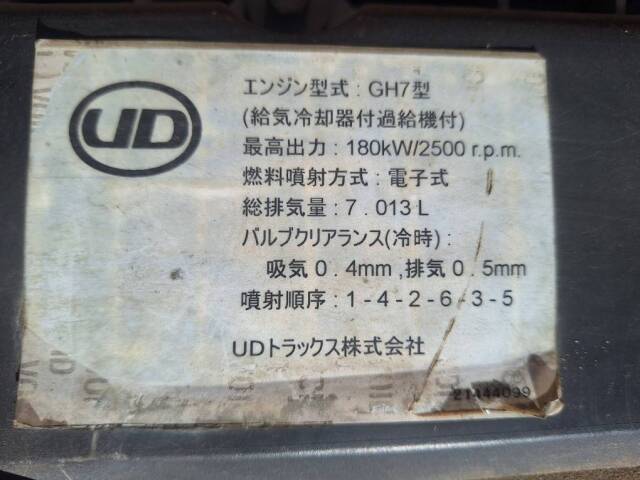 UD
エンジン型式 : GH7型
(給気冷却器付過給機付)
最高出力 : 180kW/2500 r.p.m.
燃料噴射方式 : 電子式
総排気量 : 7 . 013 L
バルブクリアランス(冷時) :
吸気 0 . 4mm ,排気 0 . 5mm
噴射順序 : 1 - 4 - 2 - 6 - 3 - 5
UDトラックス株式会社
21444099